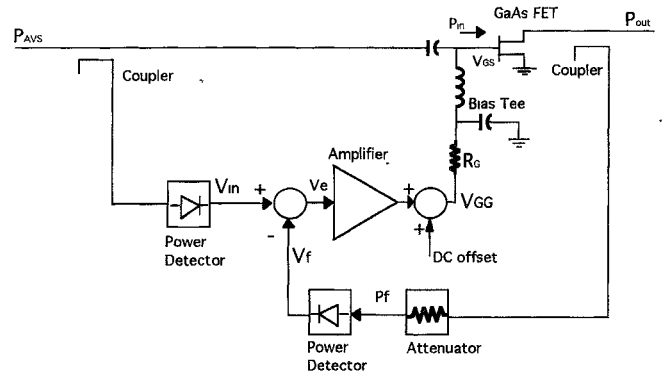 GaAs FET
PAVS
Pin
Pout
VGS
Coupler
Coupler
Bias Tee
Amplifier
RG
Vin
+
Ve
+
VGG
-
+
Power
Detector
Vf
DC offset
Pf
Power
Detector
Attenuator